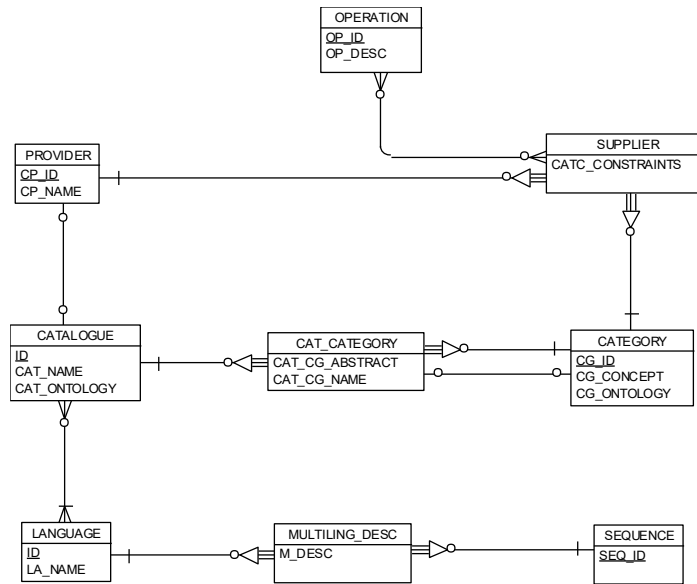 OPERATION
OP_ID
OP_DESC
SUPPLIER
CATC_CONSTRAINTS
PROVIDER
CP_ID
CP_NAME
CATALOGUE
ID
CAT_NAME
CAT_ONTOLOGY
CAT_CATEGORY
CAT_CG_ABSTRACT
CAT_CG_NAME
CATEGORY
CG_ID
CG_CONCEPT
CG_ONTOLOGY
LANGUAGE
ID
LA_NAME
MULTILING_DESC
M_DESC
SEQUENCE
SEQ_ID